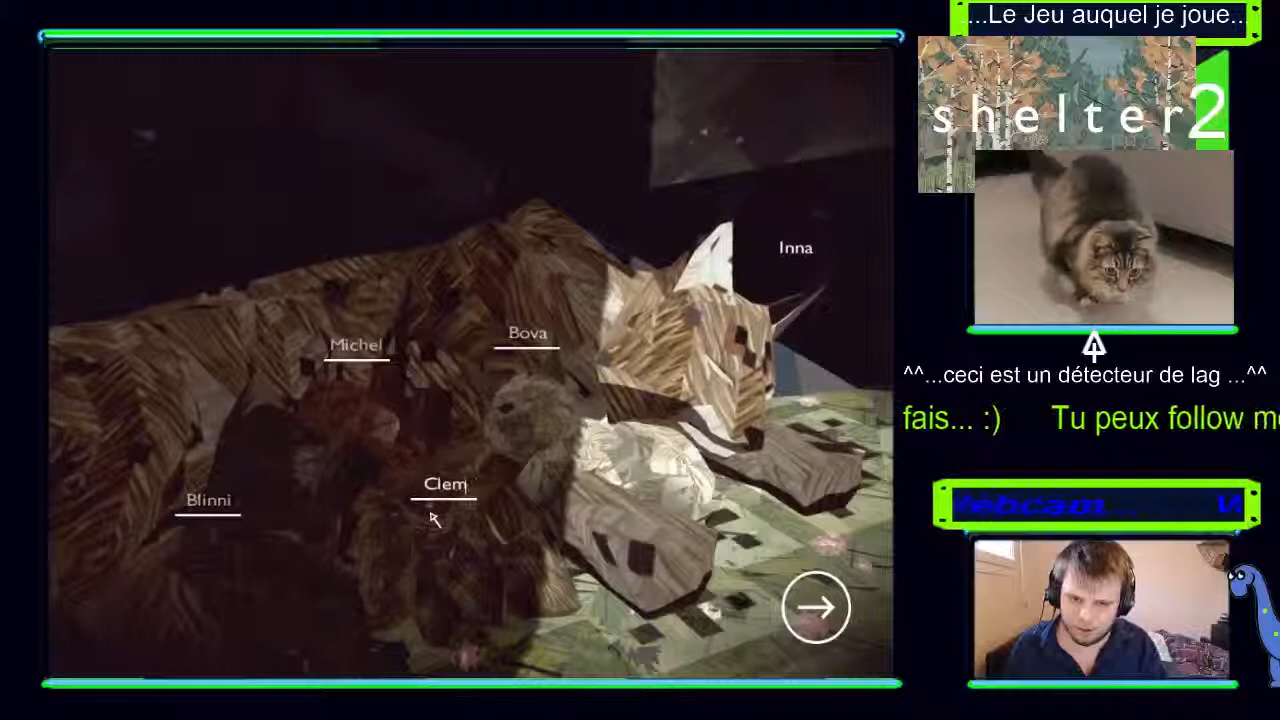 ....Le Jeu auquel je joue...
shelter2
Inna
Michel
Bova
Blinni
Clem
^^...ceci est un détecteur de lag ...^^
fais... :) Tu peux follow m
Webcam... W